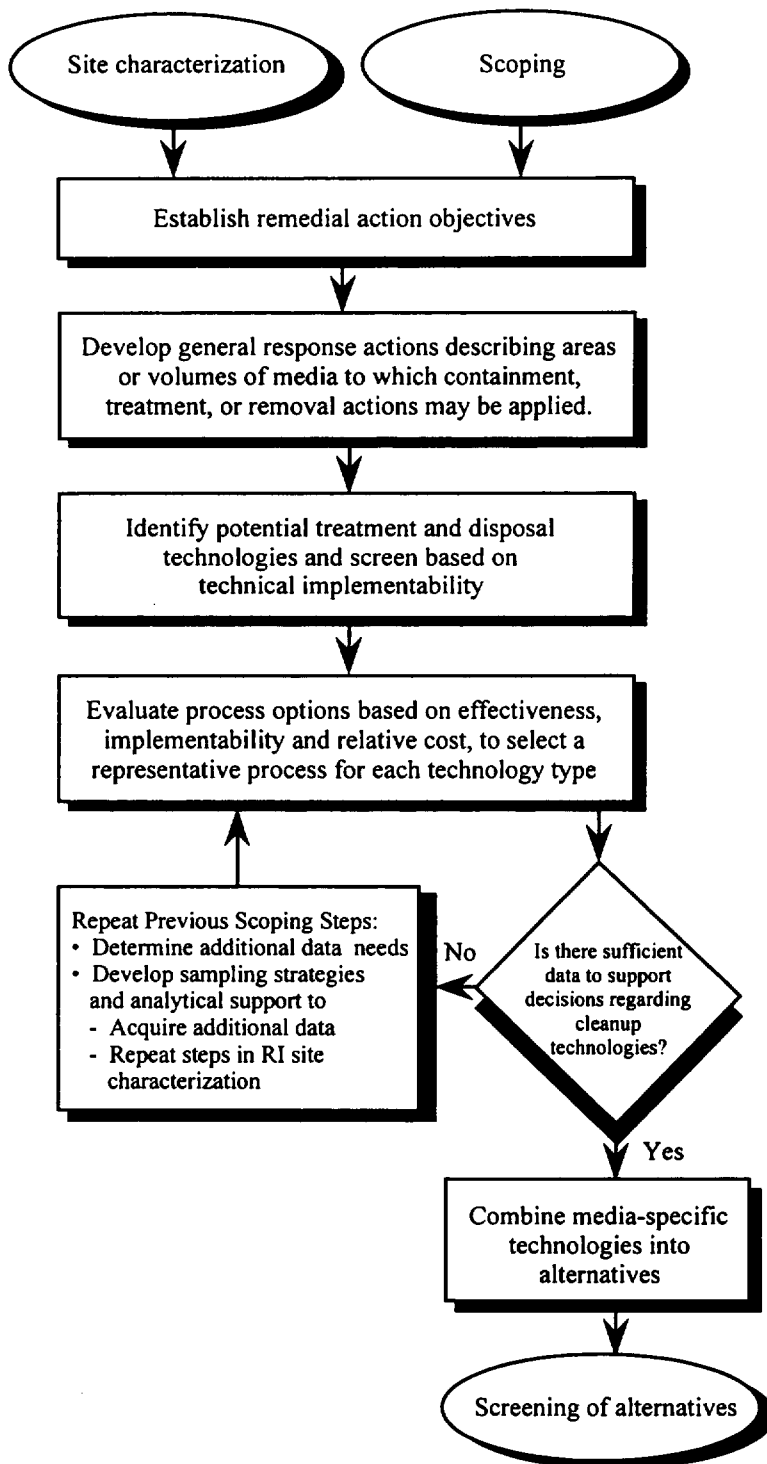 Site characterization
Scoping
Establish remedial action objectives
Develop general response actions describing areas
or volumes of media to which containment,
treatment, or removal actions may be applied.
Identify potential treatment and disposal
technologies and screen based on
technical implementability
Evaluate process options based on effectiveness,
implementability and relative cost, to select a
representative process for each technology type
Repeat Previous Scoping Steps:
• Determine additional data needs
• Develop sampling strategies
and analytical support to
- Acquire additional data
- Repeat steps in RI site
characterization
No
Is there sufficient
data to support
decisions regarding
cleanup
technologies?
Yes
Combine media-specific
technologies into
alternatives
Screening of alternatives